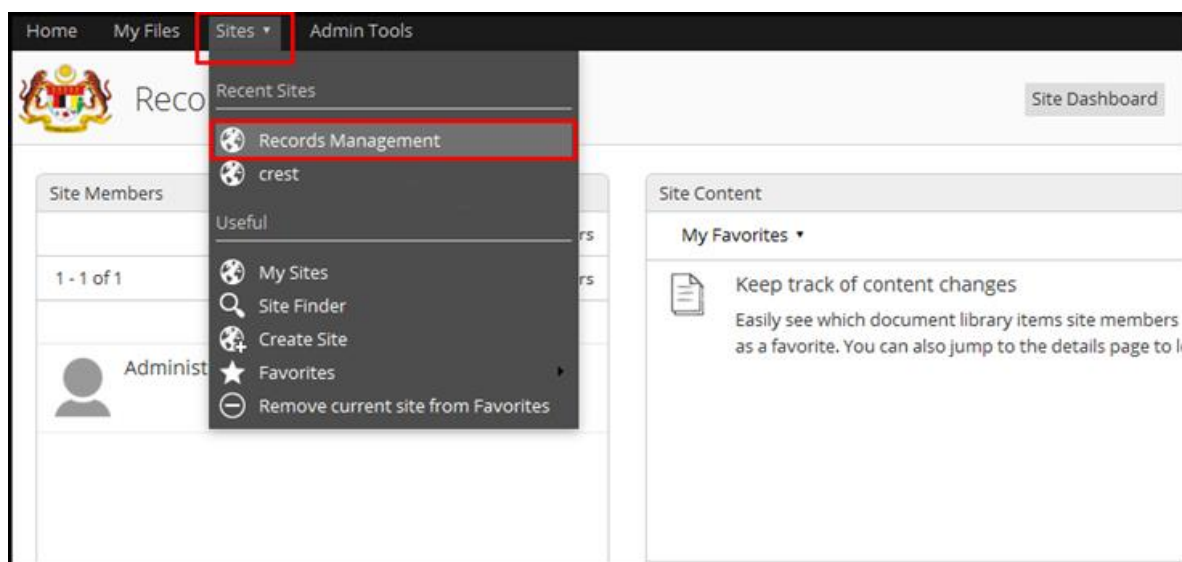 Home My Files Sites ▾ Admin Tools
Reco
Site Dashboard
Recent Sites
Records Management
crest
Useful
My Sites
Site Finder
Create Site
Favorites
Remove current site from Favorites
Site Members
rs
1 - 1 of 1
rs
Administ
Site Content
My Favorites ▾
Keep track of content changes
Easily see which document library items site members
as a favorite. You can also jump to the details page to l